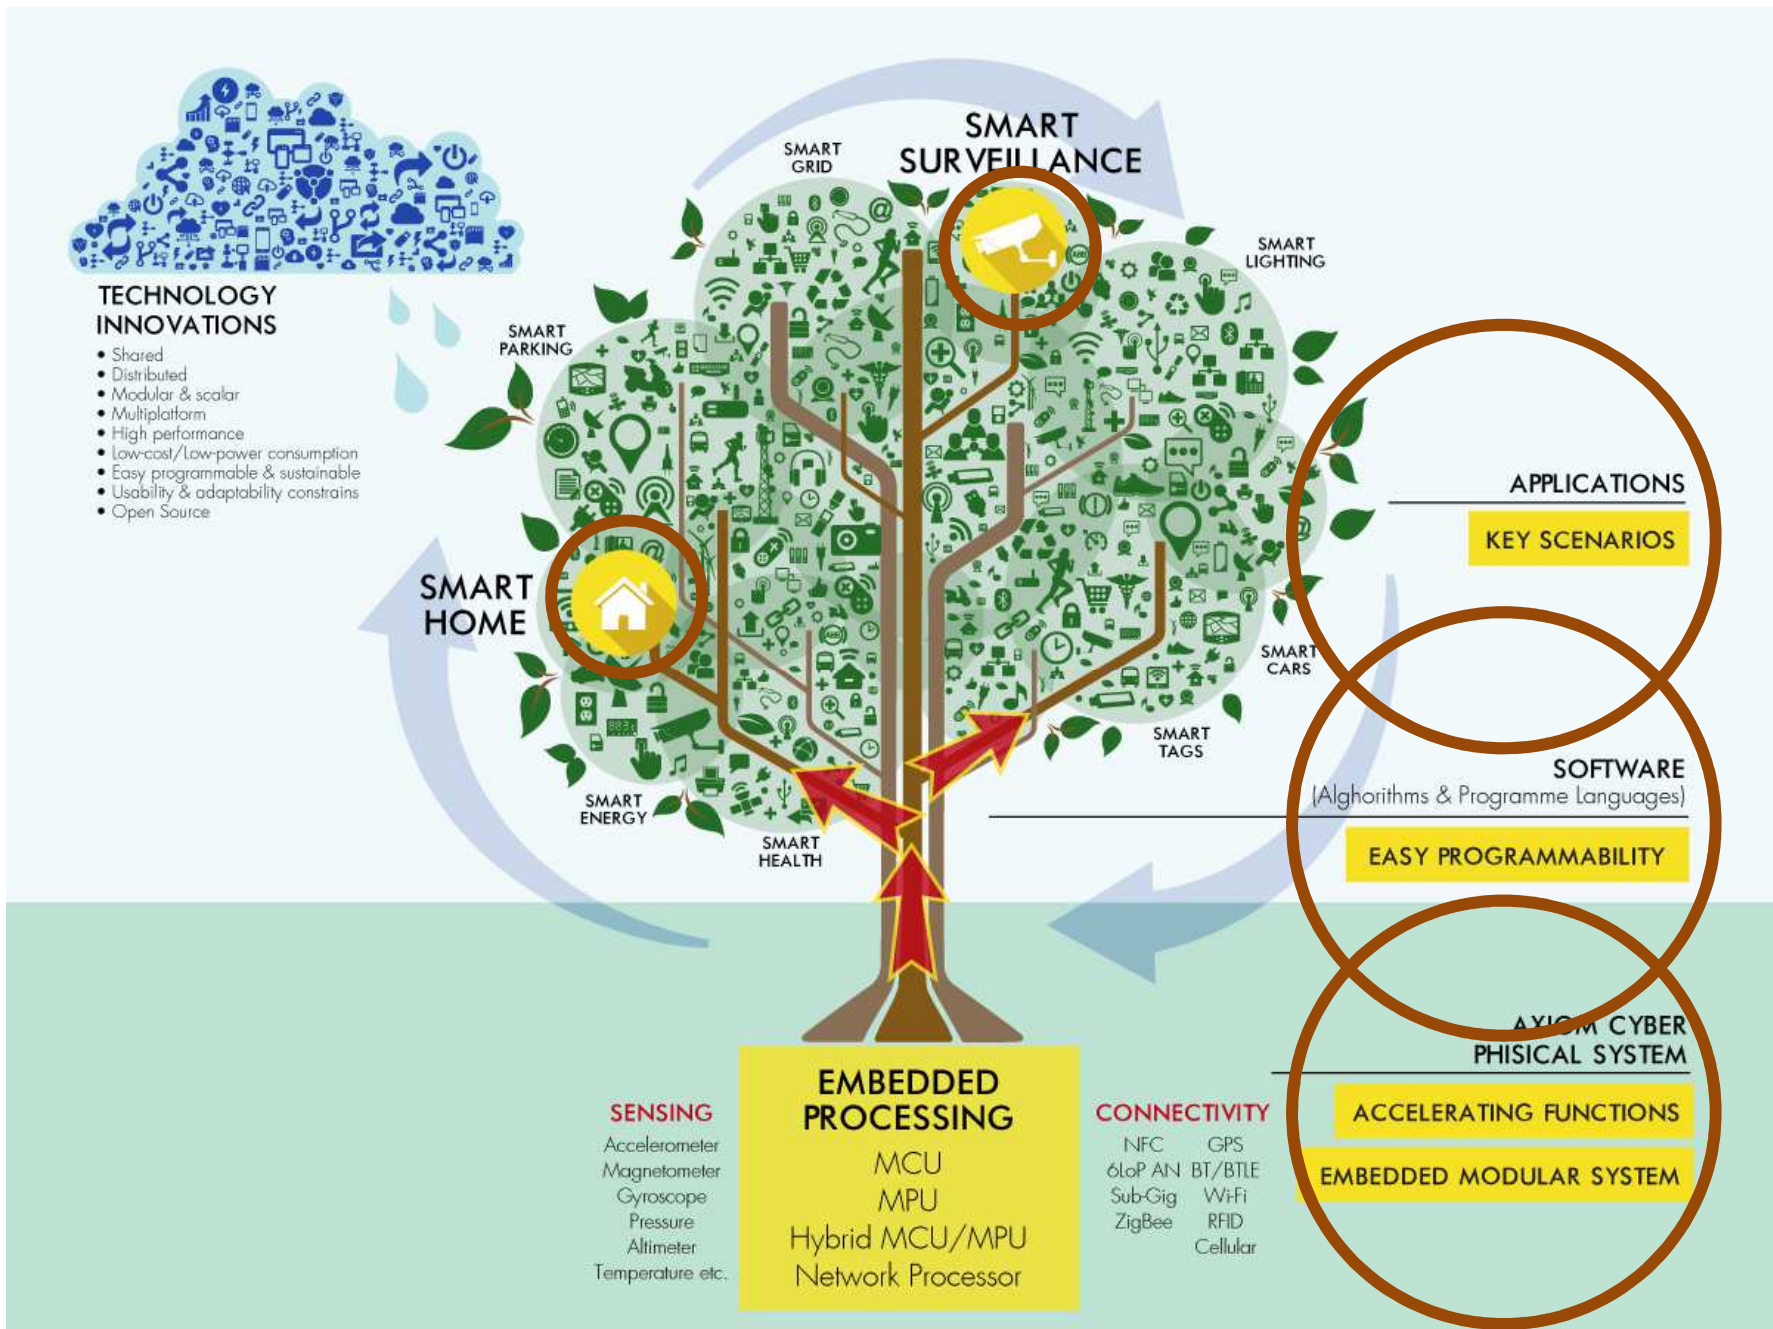 SMART
SURVEILLANCE
SMART
GRID
SMART
LIGHTING
TECHNOLOGY
INNOVATIONS
• Shared
• Distributed
• Modular & scalar
• Multiplatform
• High performance
• Low-cost/Low-power consumption
• Easy programmable & sustainable
• Usability & adaptability constrains
• Open Source
SMART
PARKING
SMART
HOME
SMART
CARS
SMART
TAGS
SMART
ENERGY
SMART
HEALTH
APPLICATIONS
KEY SCENARIOS
SOFTWARE
(Alghorithms & Programme Languages)
EASY PROGRAMMABILITY
AXIOM CYBER
PHISICAL SYSTEM
ACCELERATING FUNCTIONS
EMBEDDED MODULAR SYSTEM
SENSING
Accelerometer
Magnetometer
Gyroscope
Pressure
Altimeter
Temperature etc.
EMBEDDED
PROCESSING
MCU
MPU
Hybrid MCU/MPU
Network Processor
CONNECTIVITY
NFC GPS
6LoP AN BT/BTLE
Sub-Gig Wi-Fi
ZigBee RFID
Cellular